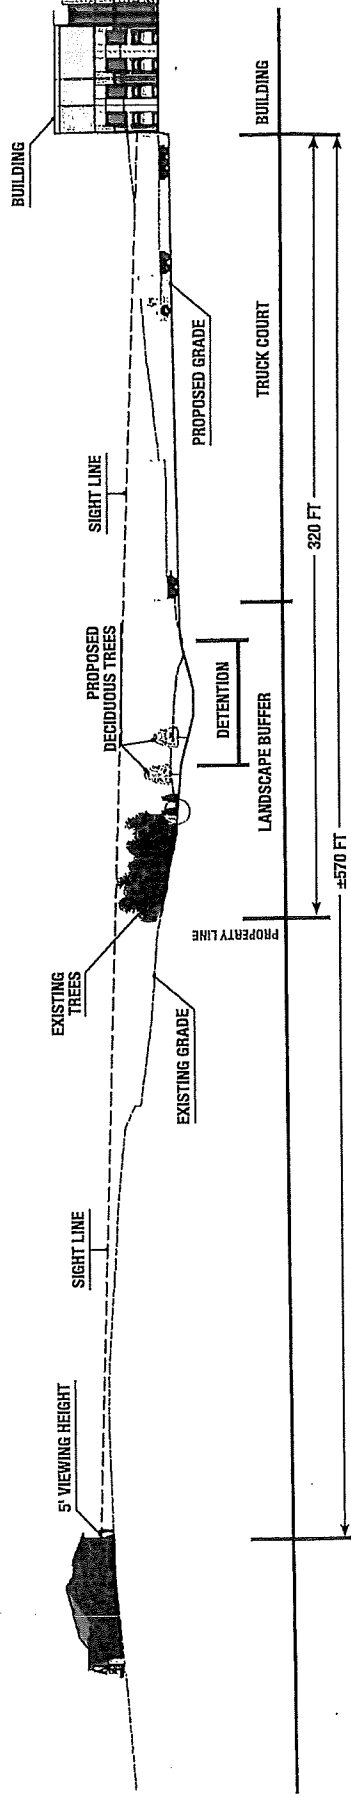 5' VIEWING HEIGHT
SIGHT LINE
EXISTING
TREES
EXISTING GRADE
PROPOSED
DECIDUOUS TREES
SIGHT LINE
PROPOSED GRADE
BUILDING
PROPERTY LINE
DETENTION
LANDSCAPE BUFFER
TRUCK COURT
BUILDING
320 FT
±570 FT